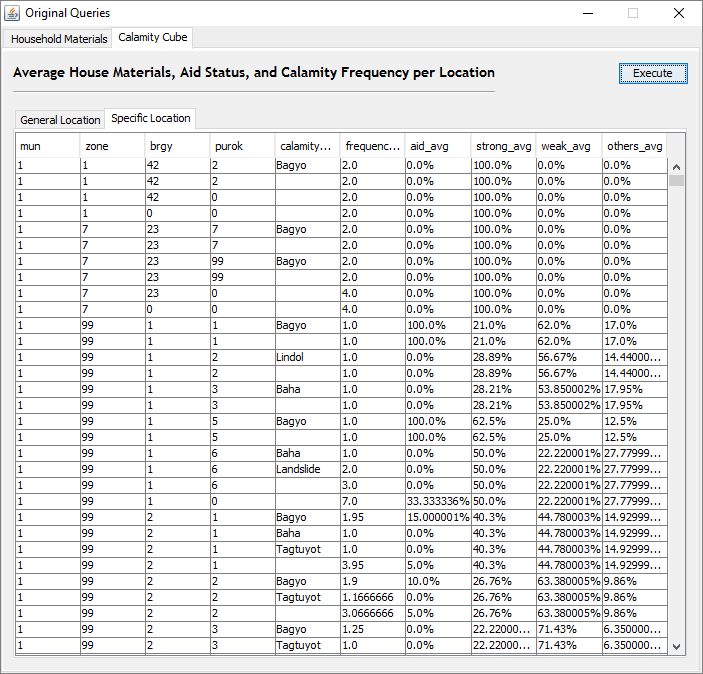 Original Queries
Household Materials Calamity Cube
Average House Materials, Aid Status, and Calamity Frequency per Location
Execute
General Location Specific Location
mun zone brgy purok calamity... frequenc... aid_avg strong_avg weak_avg others_avg
1 1 42 2 Bagyo 2.0 0.0% 100.0% 0.0% 0.0%
1 1 42 2 2.0 0.0% 100.0% 0.0% 0.0%
1 1 42 0 2.0 0.0% 100.0% 0.0% 0.0%
1 1 0 0 2.0 0.0% 100.0% 0.0% 0.0%
1 7 23 7 Bagyo 2.0 0.0% 100.0% 0.0% 0.0%
1 7 23 7 2.0 0.0% 100.0% 0.0% 0.0%
1 7 23 99 Bagyo 2.0 0.0% 100.0% 0.0% 0.0%
1 7 23 99 2.0 0.0% 100.0% 0.0% 0.0%
1 7 23 0 4.0 0.0% 100.0% 0.0% 0.0%
1 7 0 0 4.0 0.0% 100.0% 0.0% 0.0%
1 99 1 1 Bagyo 1.0 100.0% 21.0% 62.0% 17.0%
1 99 1 1 1.0 100.0% 21.0% 62.0% 17.0%
1 99 1 2 Lindol 1.0 0.0% 28.89% 56.67% 14.44000...
1 99 1 2 1.0 0.0% 28.89% 56.67% 14.44000...
1 99 1 3 Baha 1.0 0.0% 28.21% 53.850002% 17.95%
1 99 1 3 1.0 0.0% 28.21% 53.850002% 17.95%
1 99 1 5 Bagyo 1.0 100.0% 62.5% 25.0% 12.5%
1 99 1 5 1.0 100.0% 62.5% 25.0% 12.5%
1 99 1 6 Baha 1.0 0.0% 50.0% 22.220001% 27.77999...
1 99 1 6 Landslide 2.0 0.0% 50.0% 22.220001% 27.77999...
1 99 1 6 3.0 0.0% 50.0% 22.220001% 27.77999...
1 99 1 0 7.0 33.333336% 50.0% 22.220001% 27.77999...
1 99 2 1 Bagyo 1.95 15.000001% 40.3% 44.780003% 14.92999...
1 99 2 1 Baha 1.0 0.0% 40.3% 44.780003% 14.92999...
1 99 2 1 Tagtuyot 1.0 0.0% 40.3% 44.780003% 14.92999...
1 99 2 1 3.95 5.0% 40.3% 44.780003% 14.92999...
1 99 2 2 Bagyo 1.9 10.0% 26.76% 63.380005% 9.86%
1 99 2 2 Tagtuyot 1.1666666 0.0% 26.76% 63.380005% 9.86%
1 99 2 2 3.0666666 5.0% 26.76% 63.380005% 9.86%
1 99 2 3 Bagyo 1.25 0.0% 22.22000... 71.43% 6.350000...
1 99 2 3 Tagtuyot 1.0 0.0% 22.22000... 71.43% 6.350000...